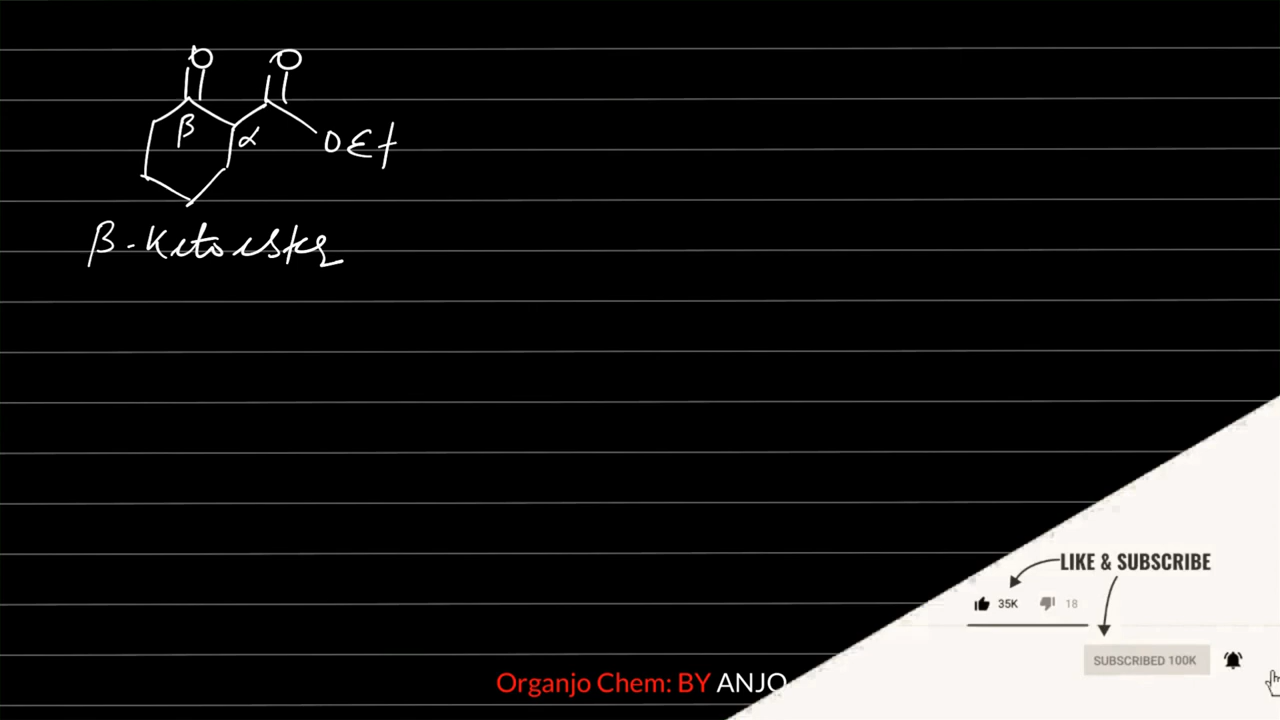 O O
β α OEt
β-Ketoester
LIKE & SUBSCRIBE
35K 18
SUBSCRIBED 100K
Organjo Chem: BY ANJO